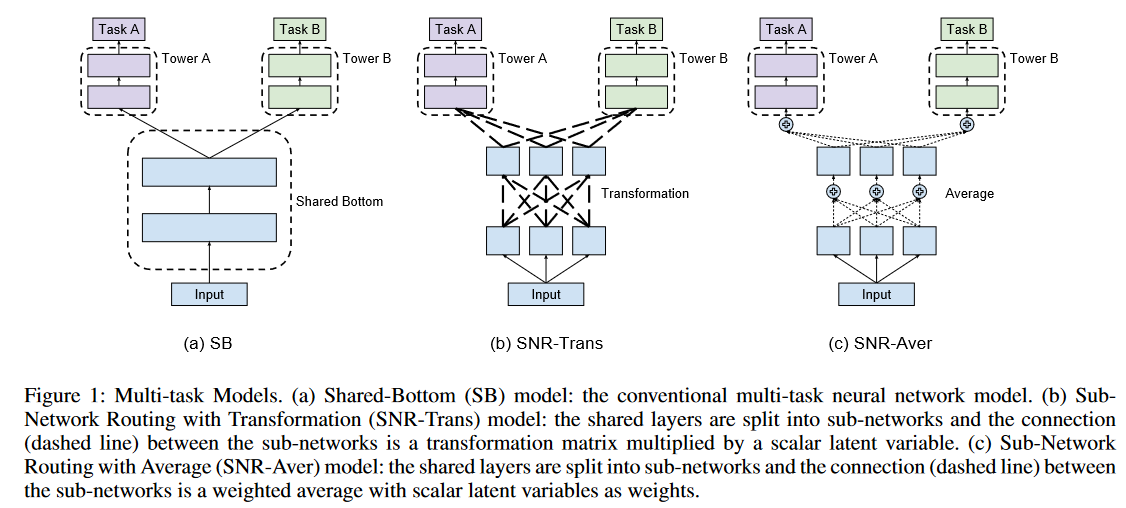 Task A
Task B
Task A
Task B
Task A
Task B
Tower A
Tower B
Tower A
Tower B
Tower A
Tower B
Shared Bottom
Transformation
Average
Input
Input
Input
(a) SB
(b) SNR-Trans
(c) SNR-Aver
Figure 1: Multi-task Models. (a) Shared-Bottom (SB) model: the conventional multi-task neural network model. (b) Sub-
Network Routing with Transformation (SNR-Trans) model: the shared layers are split into sub-networks and the connection
(dashed line) between the sub-networks is a transformation matrix multiplied by a scalar latent variable. (c) Sub-Network
Routing with Average (SNR-Aver) model: the shared layers are split into sub-networks and the connection (dashed line) between
the sub-networks is a weighted average with scalar latent variables as weights.